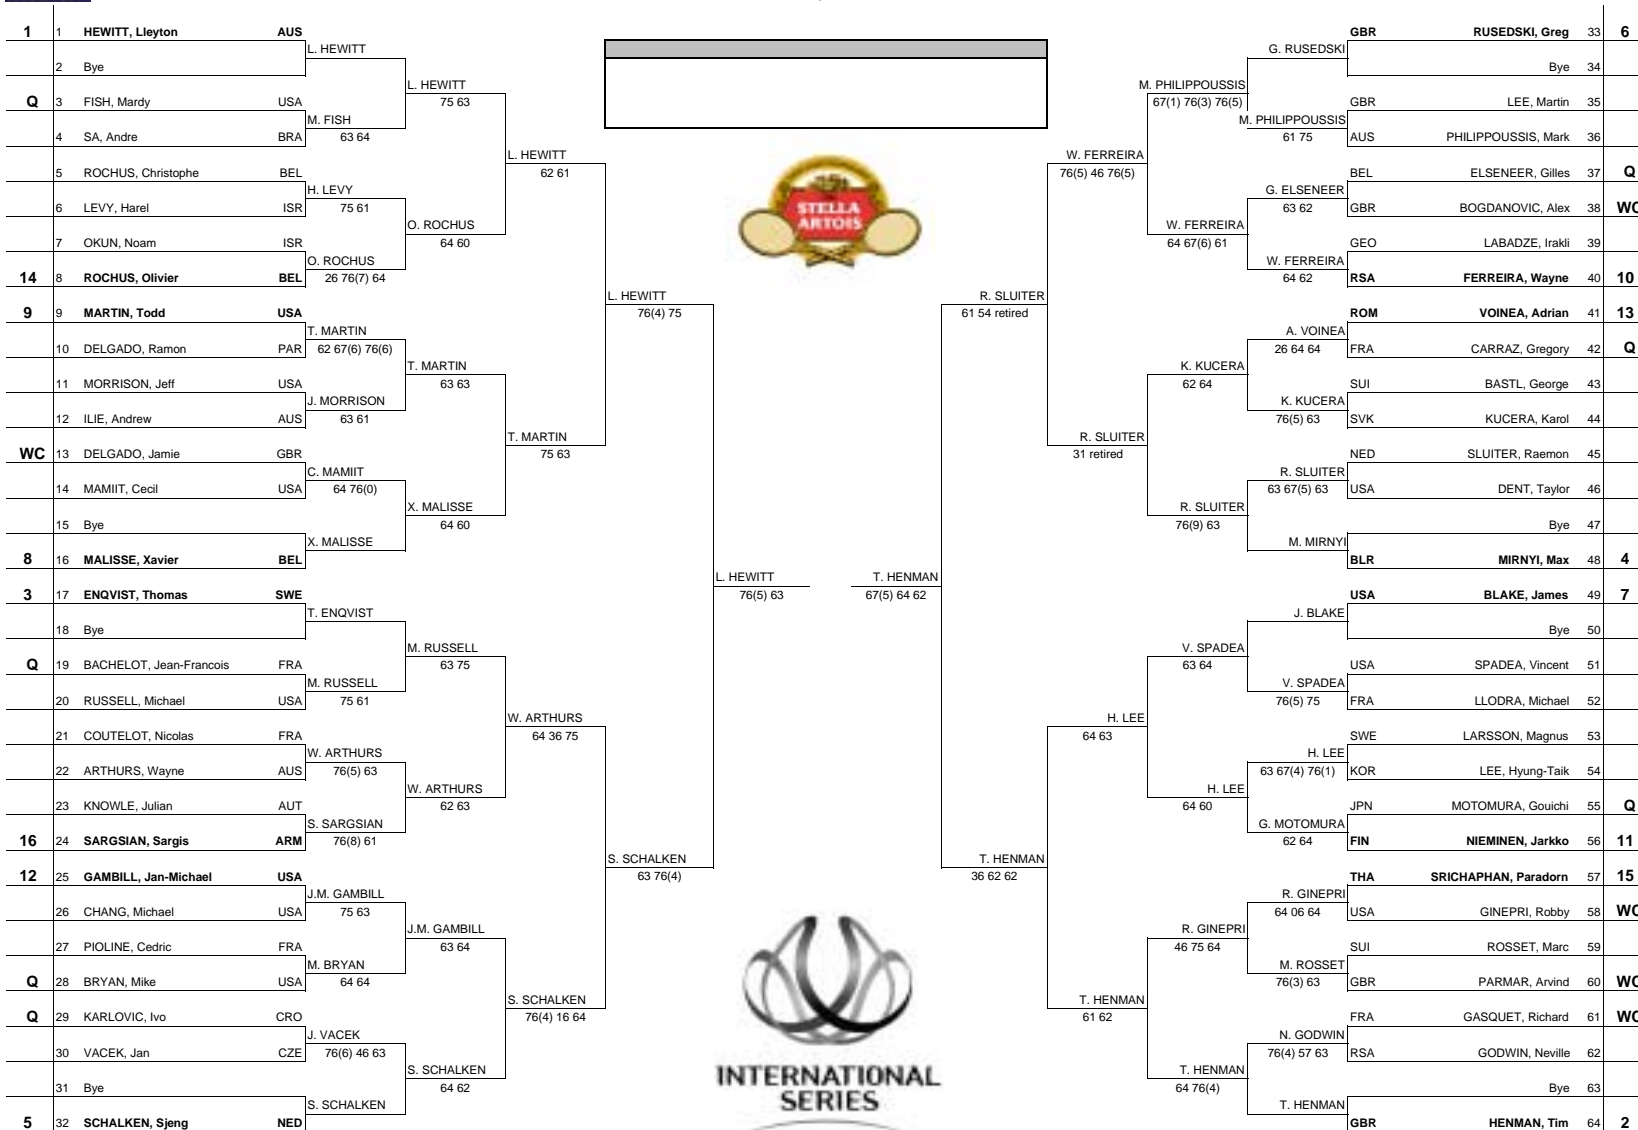 1 1 HEWITT, Lleyton AUS
L. HEWITT
2 Bye
L. HEWITT
75 63
Q 3 FISH, Mardy USA
M. FISH
63 64
4 SA, Andre BRA
L. HEWITT
62 61
5 ROCHUS, Christophe BEL
H. LEVY
75 61
6 LEVY, Harel ISR
O. ROCHUS
64 60
7 OKUN, Noam ISR
O. ROCHUS
26 76(7) 64
14 8 ROCHUS, Olivier BEL
L. HEWITT
76(4) 75
9 9 MARTIN, Todd USA
T. MARTIN
62 67(6) 76(6)
10 DELGADO, Ramon PAR
T. MARTIN
63 63
11 MORRISON, Jeff USA
J. MORRISON
63 61
12 ILIE, Andrew AUS
T. MARTIN
75 63
WC 13 DELGADO, Jamie GBR
C. MAMIIT
64 76(0)
14 MAMIIT, Cecil USA
X. MALISSE
64 60
15 Bye
X. MALISSE
8 16 MALISSE, Xavier BEL
L. HEWITT
76(5) 63
3 17 ENQVIST, Thomas SWE
T. ENQVIST
18 Bye
M. RUSSELL
63 75
Q 19 BACHELOT, Jean-Francois FRA
M. RUSSELL
75 61
20 RUSSELL, Michael USA
W. ARTHURS
64 36 75
21 COUTELOT, Nicolas FRA
W. ARTHURS
76(5) 63
22 ARTHURS, Wayne AUS
W. ARTHURS
62 63
23 KNOWLE, Julian AUT
S. SARGSIAN
76(8) 61
16 24 SARGSIAN, Sargis ARM
S. SCHALKEN
63 76(4)
12 25 GAMBILL, Jan-Michael USA
J.M. GAMBILL
75 63
26 CHANG, Michael USA
J.M. GAMBILL
63 64
27 PIOLINE, Cedric FRA
M. BRYAN
64 64
Q 28 BRYAN, Mike USA
S. SCHALKEN
76(4) 16 64
Q 29 KARLOVIC, Ivo CRO
J. VACEK
76(6) 46 63
30 VACEK, Jan CZE
S. SCHALKEN
64 62
31 Bye
S. SCHALKEN
5 32 SCHALKEN, Sjeng NED
STELLA
ARTOIS
INTERNATIONAL
SERIES
GBR RUSEDSKI, Greg 33 6
G. RUSEDSKI
Bye 34
M. PHILIPPOUSSIS
67(1) 76(3) 76(5)
GBR LEE, Martin 35
M. PHILIPPOUSSIS
61 75
AUS PHILIPPOUSSIS, Mark 36
W. FERREIRA
76(5) 46 76(5)
BEL ELSENEER, Gilles 37 Q
G. ELSENEER
63 62
GBR BOGDANOVIC, Alex 38 WC
W. FERREIRA
64 67(6) 61
GEO LABADZE, Irakli 39
W. FERREIRA
64 62
RSA FERREIRA, Wayne 40 10
R. SLUITER
61 54 retired
ROM VOINEA, Adrian 41 13
A. VOINEA
26 64 64
FRA CARRAZ, Gregory 42 Q
K. KUCERA
62 64
SUI BASTL, George 43
K. KUCERA
76(5) 63
SVK KUCERA, Karol 44
R. SLUITER
31 retired
NED SLUITER, Raemon 45
R. SLUITER
63 67(5) 63
USA DENT, Taylor 46
R. SLUITER
76(9) 63
Bye 47
M. MIRNYI
BLR MIRNYI, Max 48 4
T. HENMAN
67(5) 64 62
USA BLAKE, James 49 7
J. BLAKE
Bye 50
V. SPADEA
63 64
USA SPADEA, Vincent 51
V. SPADEA
76(5) 75
FRA LLODRA, Michael 52
H. LEE
64 63
SWE LARSSON, Magnus 53
H. LEE
63 67(4) 76(1)
KOR LEE, Hyung-Taik 54
H. LEE
64 60
JPN MOTOMURA, Gouichi 55 Q
G. MOTOMURA
62 64
FIN NIEMINEN, Jarkko 56 11
T. HENMAN
36 62 62
THA SRICHAPHAN, Paradorn 57 15
R. GINEPRI
64 06 64
USA GINEPRI, Robby 58 WC
R. GINEPRI
46 75 64
SUI ROSSET, Marc 59
M. ROSSET
76(3) 63
GBR PARMAR, Arvind 60 WC
T. HENMAN
61 62
FRA GASQUET, Richard 61 WC
N. GODWIN
76(4) 57 63
RSA GODWIN, Neville 62
T. HENMAN
64 76(4)
Bye 63
T. HENMAN
GBR HENMAN, Tim 64 2